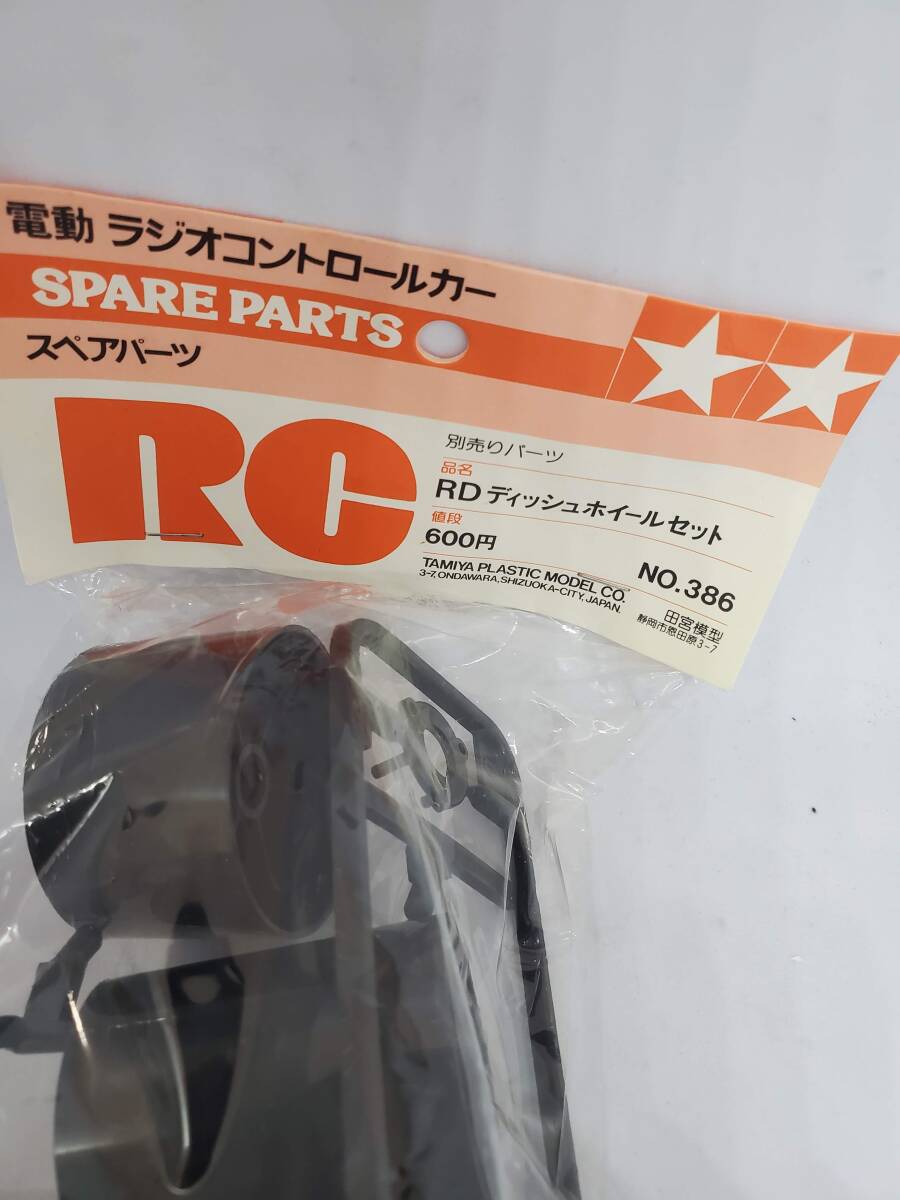 電動 ラジオコントロールカー
SPARE PARTS
スペアパーツ
RC
別売りパーツ
品名
RD ディッシュホイールセット
値段
600円
NO.386
TAMIYA PLASTIC MODEL CO.
3-7, ONDAWARA, SHIZUOKA-CITY, JAPAN.
田宮模型
静岡市恩田原3-7